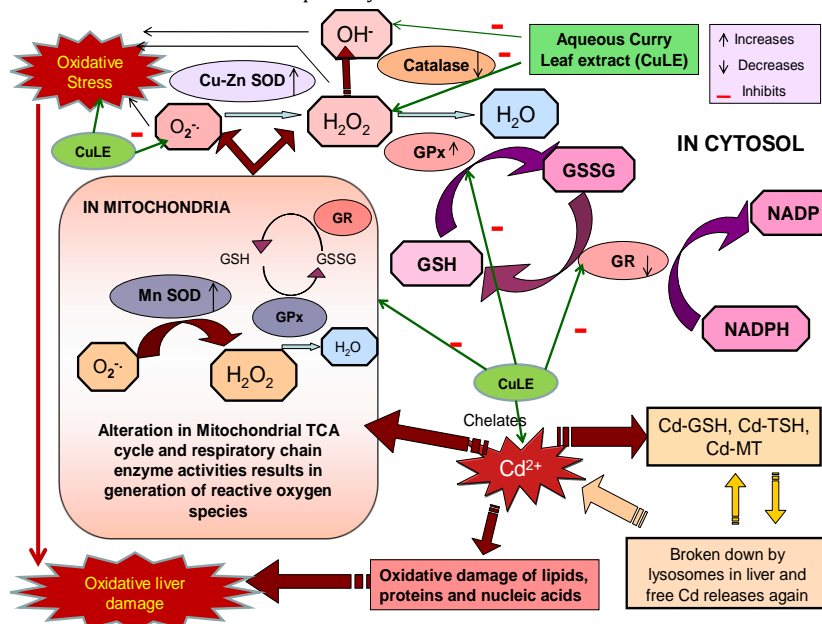 OH-
Aqueous Curry
Leaf extract (CuLE)
↑ Increases
↓ Decreases
Inhibits
Oxidative
Stress
Cu-Zn SOD ↑
Catalase ↓
O2-.
H2O2
H2O
CuLE
GPx ↑
IN CYTOSOL
GSSG
IN MITOCHONDRIA
GR
NADP
GSH
GSSG
GSH
GR ↓
Mn SOD ↑
GPx
NADPH
O2-.
H2O2
H2O
CuLE
Chelates
Alteration in Mitochondrial TCA
cycle and respiratory chain
enzyme activities results in
generation of reactive oxygen
species
Cd2+
Cd-GSH, Cd-TSH,
Cd-MT
Oxidative liver
damage
Oxidative damage of lipids,
proteins and nucleic acids
Broken down by
lysosomes in liver and
free Cd releases again